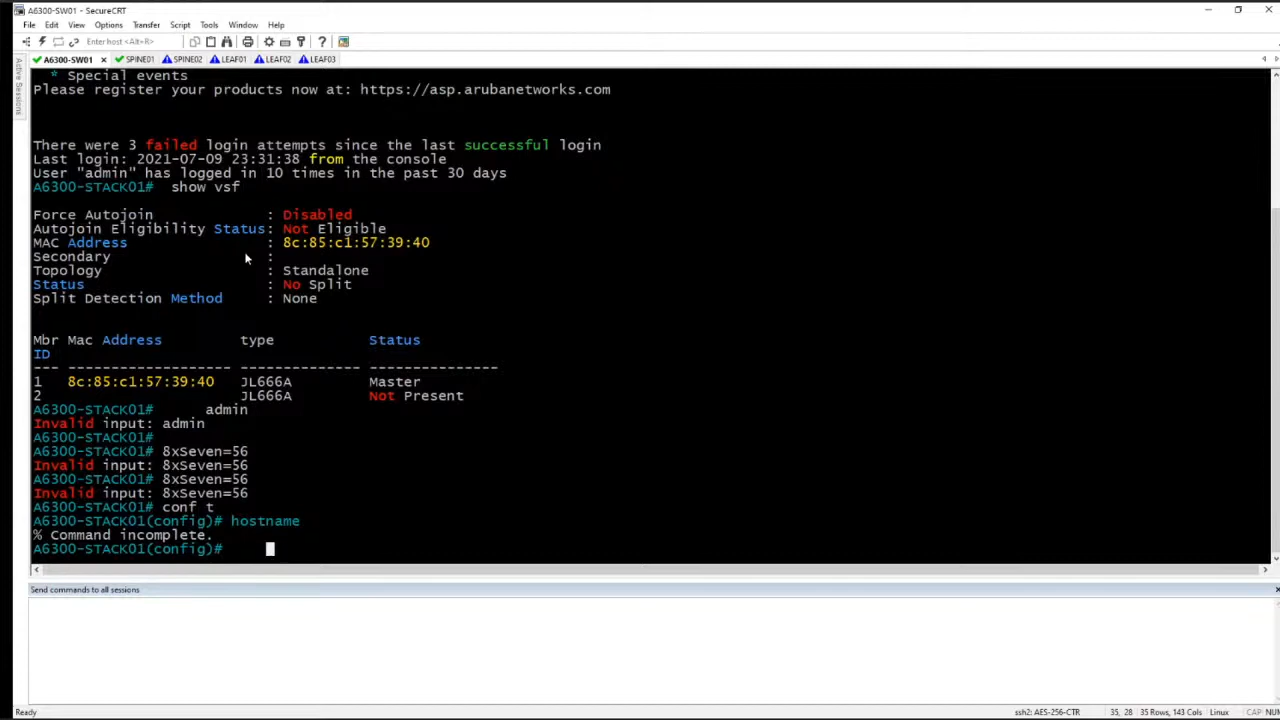 A6300-SW01 - SecureCRT
File Edit View Options Transfer Script Tools Window Help
Enter host <Alt+R>
A6300-SW01 SPINE01 SPINE02 LEAF01 LEAF02 LEAF03
Active Sessions
* Special events
Please register your products now at: https://asp.arubanetworks.com
There were 3 failed login attempts since the last successful login
Last login: 2021-07-09 23:31:38 from the console
User "admin" has logged in 10 times in the past 30 days
A6300-STACK01# show vsf
Force Autojoin : Disabled
Autojoin Eligibility Status: Not Eligible
MAC Address : 8c:85:c1:57:39:40
Secondary :
Topology : Standalone
Status : No Split
Split Detection Method : None
Mbr Mac Address type Status
ID
--- ------------------- -------------- ---------------
1 8c:85:c1:57:39:40 JL666A Master
2 JL666A Not Present
A6300-STACK01# admin
Invalid input: admin
A6300-STACK01#
A6300-STACK01# 8xSeven=56
Invalid input: 8xSeven=56
A6300-STACK01# 8xSeven=56
Invalid input: 8xSeven=56
A6300-STACK01# conf t
A6300-STACK01(config)# hostname
% Command incomplete.
A6300-STACK01(config)#
Send commands to all sessions
Ready ssh2: AES-256-CTR 35, 28 35 Rows, 143 Cols Linux CAP NUM